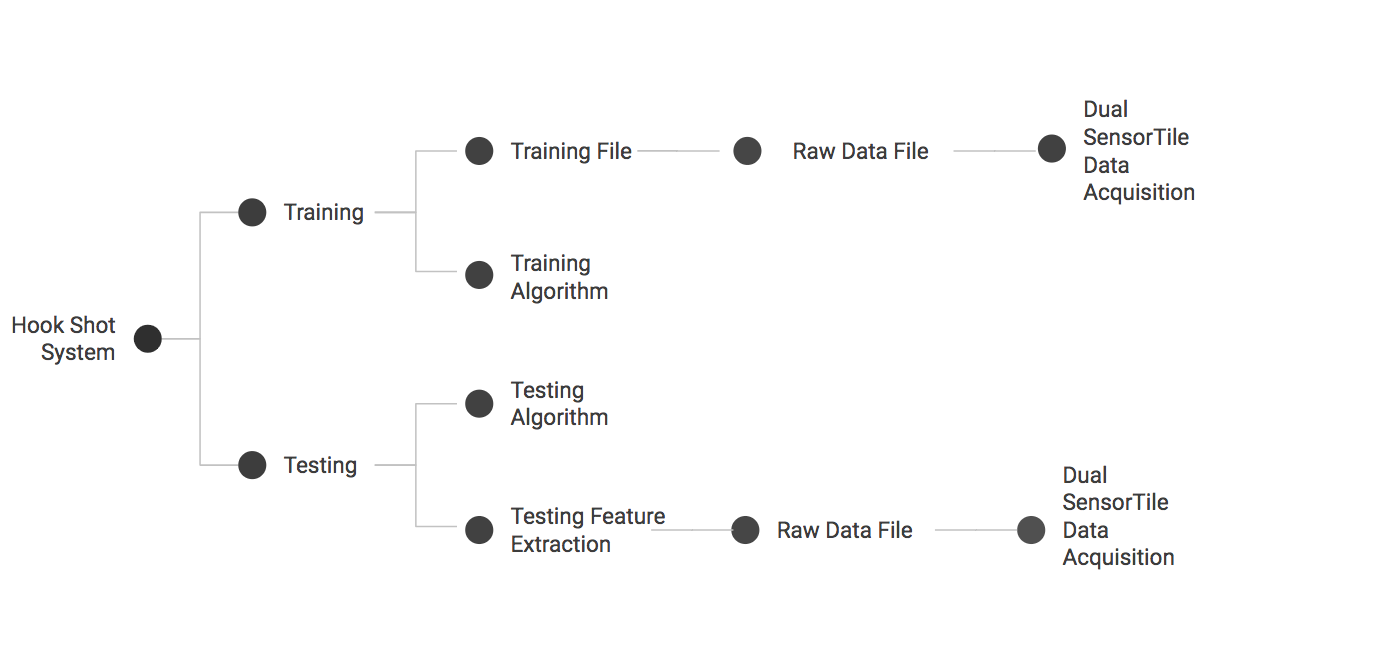 Hook Shot
System
Training
Training File
Raw Data File
Dual
SensorTile
Data
Acquisition
Training
Algorithm
Testing
Testing
Algorithm
Testing Feature
Extraction
Raw Data File
Dual
SensorTile
Data
Acquisition